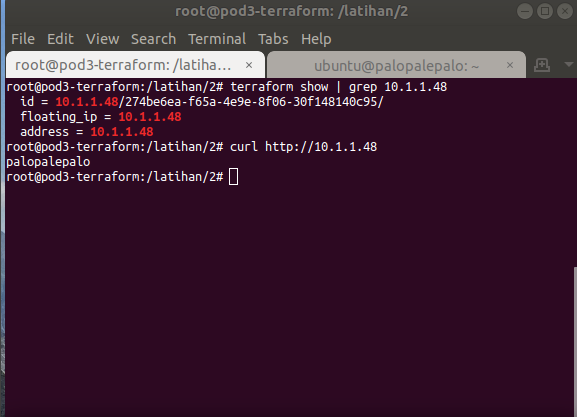 root@pod3-terraform: /latihan/2
File Edit View Search Terminal Tabs Help
root@pod3-terraform: /latiha... × ubuntu@palopalepalo: ~ ×
root@pod3-terraform:/latihan/2# terraform show | grep 10.1.1.48
  id = 10.1.1.48/274be6ea-f65a-4e9e-8f06-30f148140c95/
  floating_ip = 10.1.1.48
  address = 10.1.1.48
root@pod3-terraform:/latihan/2# curl http://10.1.1.48
palopalepalo
root@pod3-terraform:/latihan/2#